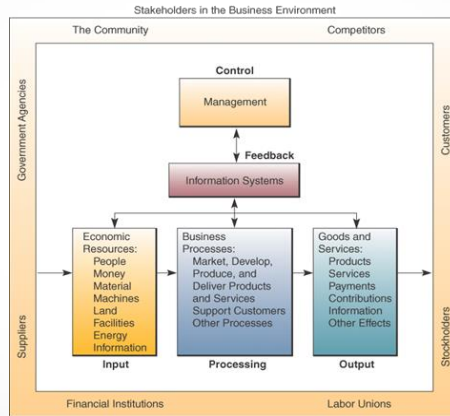 Stakeholders in the Business Environment
The Community
Competitors
Government Agencies
Customers
Control
Management
Feedback
Information Systems
Economic
Resources:
People
Money
Material
Machines
Land
Facilities
Energy
Information
Input
Business
Processes:
Market, Develop,
Produce, and
Deliver Products
and Services
Support Customers
Other Processes
Processing
Goods and
Services:
Products
Services
Payments
Contributions
Information
Other Effects
Output
Suppliers
Stockholders
Financial Institutions
Labor Unions